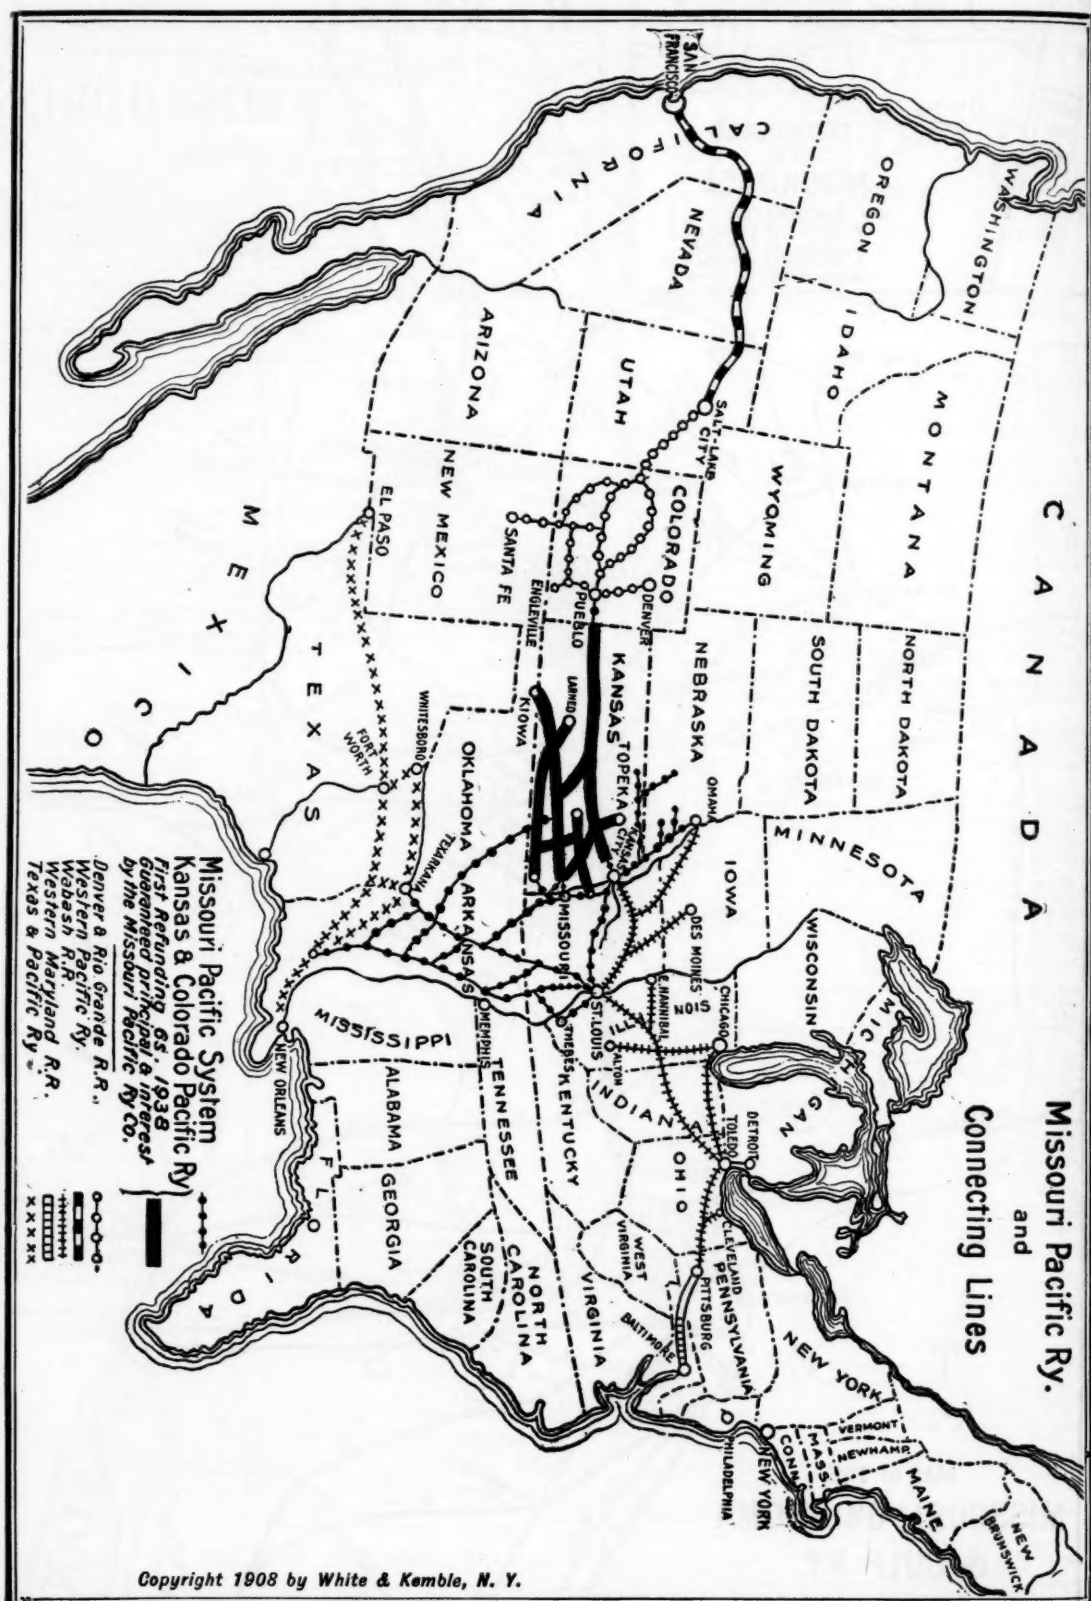 Missouri Pacific Ry.
and
Connecting Lines
CANADA
WASHINGTON
OREGON
IDAHO
MONTANA
NORTH DAKOTA
SOUTH DAKOTA
MINNESOTA
WISCONSIN
MICHIGAN
WYOMING
NEBRASKA
IOWA
SAN
FRANCISCO
CALIFORNIA
NEVADA
UTAH
SALT-LAKE
CITY
COLORADO
DENVER
PUEBLO
ENGLEVILLE
KANSAS
TOPEKA
KANSAS
CITY
OMAHA
DES MOINES
LARNED
KIOWA
MISSOURI
ST. LOUIS
HANNIBAL
ILLINOIS
CHICAGO
ALTON
THEBES
INDIANA
DETROIT
TOLEDO
OHIO
CLEVELAND
PENNSYLVANIA
PITTSBURG
NEW YORK
VERMONT
NEW HAMP.
MASS
CONN
MAINE
NEW
BRUNSWICK
NEW YORK
PHILADELPHIA
BALTIMORE
WEST
VIRGINIA
VIRGINIA
KENTUCKY
TENNESSEE
NORTH
CAROLINA
SOUTH
CAROLINA
ARIZONA
NEW MEXICO
SANTA FE
EL PASO
OKLAHOMA
ARKANSAS
MEMPHIS
TEXARKANA
WHITESBORO
FORT
WORTH
TEXAS
MEXICO
MISSISSIPPI
ALABAMA
GEORGIA
FLORIDA
NEW ORLEANS
Missouri Pacific System
Kansas & Colorado Pacific Ry
First Refunding 6s, 1938
Guaranteed principal & interest
by the Missouri Pacific Ry Co.
Denver & Rio Grande R.R.,
Western Pacific Ry.
Wabash R.R.
Western Maryland R.R.
Texas & Pacific Ry.
Copyright 1908 by White & Kemble, N. Y.